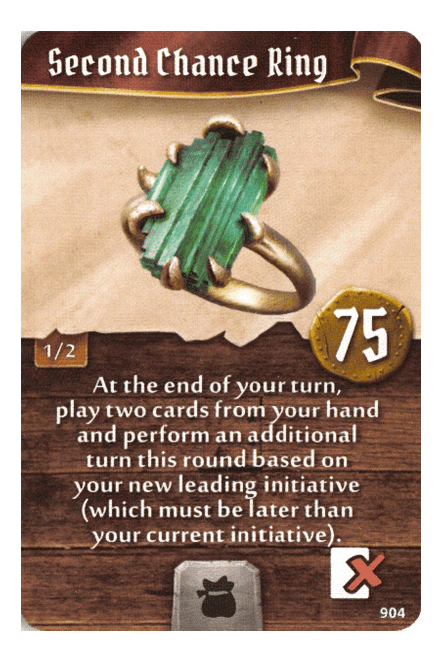 Second Chance Ring
75
1/2
At the end of your turn,
play two cards from your hand
and perform an additional
turn this round based on
your new leading initiative
(which must be later than
your current initiative).
904